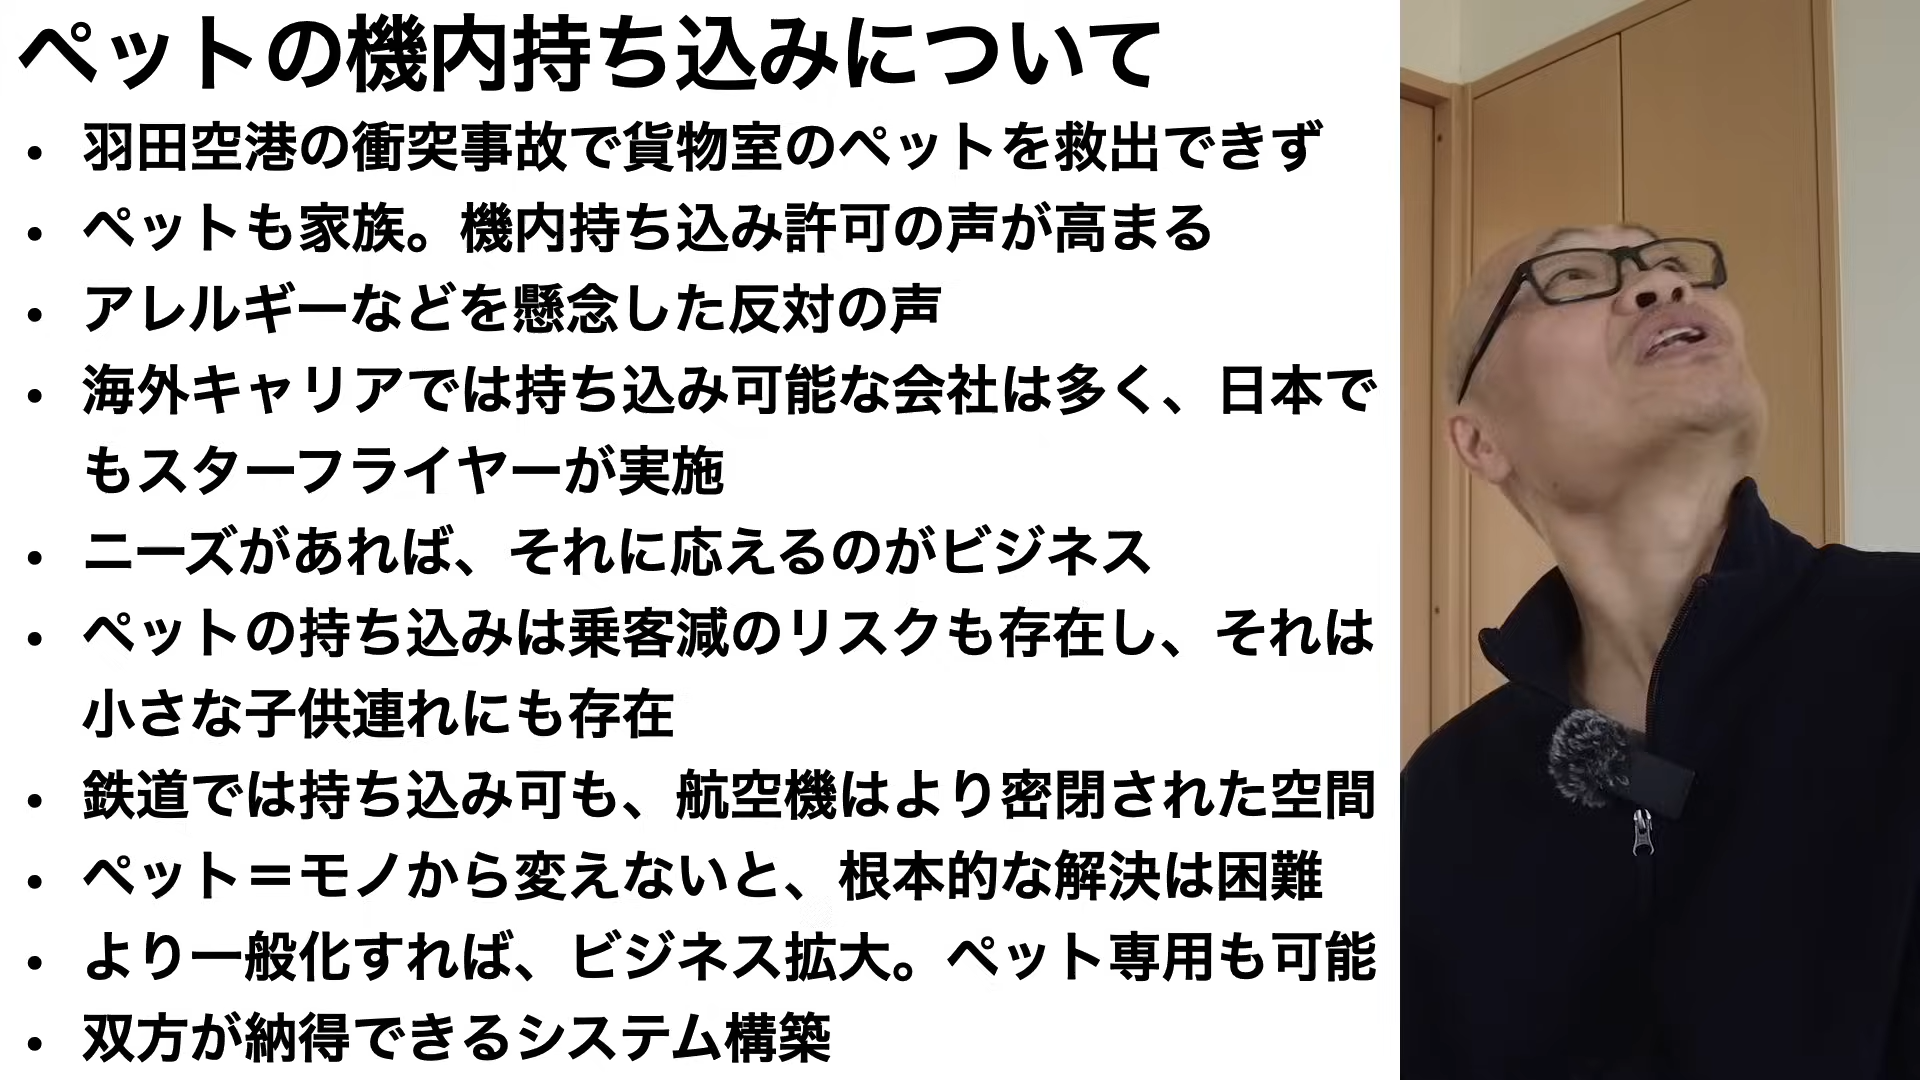 ペットの機内持ち込みについて
• 羽田空港の衝突事故で貨物室のペットを救出できず
• ペットも家族。機内持ち込み許可の声が高まる
• アレルギーなどを懸念した反対の声
• 海外キャリアでは持ち込み可能な会社は多く、日本で
もスターフライヤーが実施
• ニーズがあれば、それに応えるのがビジネス
• ペットの持ち込みは乗客減のリスクも存在し、それは
小さな子供連れにも存在
• 鉄道では持ち込み可も、航空機はより密閉された空間
• ペット＝モノから変えないと、根本的な解決は困難
• より一般化すれば、ビジネス拡大。ペット専用も可能
• 双方が納得できるシステム構築